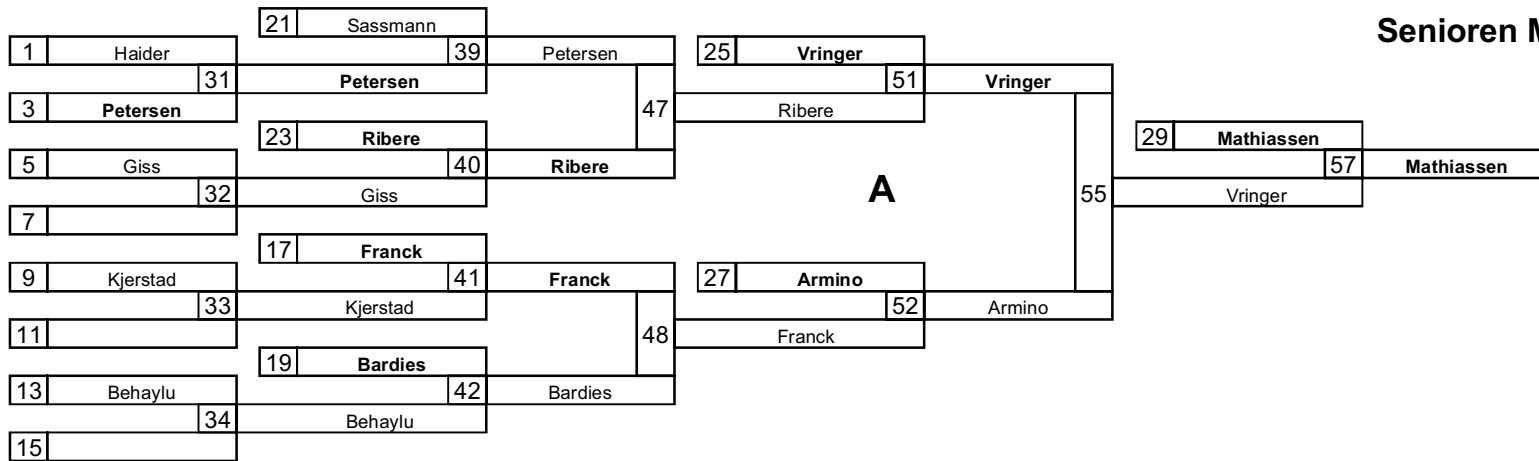 21 Sassmann
Senioren M
1 Haider 39 Petersen 25 Vringer
31 Petersen 51 Vringer
3 Petersen 47 Ribere
23 Ribere 29 Mathiassen
5 Giss 40 Ribere 57 Mathiassen
32 Giss A 55 Vringer
7
17 Franck
9 Kjerstad 41 Franck 27 Armino
33 Kjerstad 52 Armino
11 48 Franck
19 Bardies
13 Behaylu 42 Bardies
34 Behaylu
15